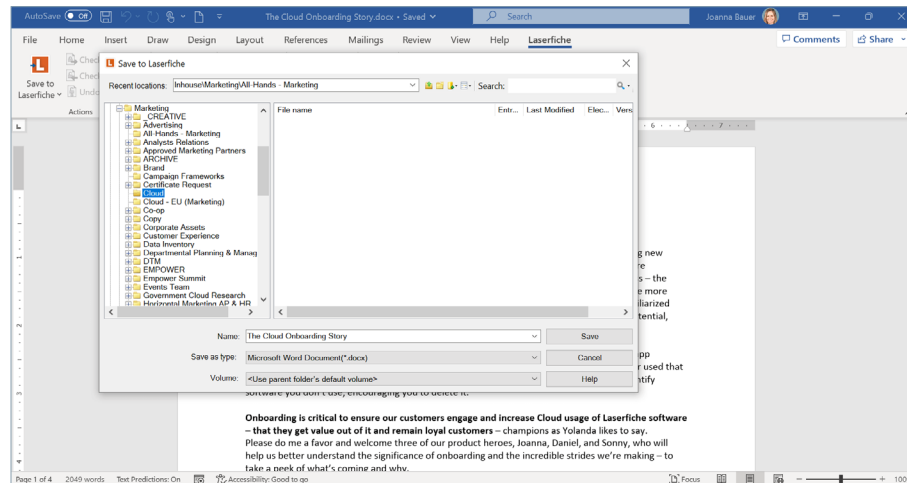 AutoSave Off The Cloud Onboarding Story.docx • Saved Search Joanna Bauer
File Home Insert Draw Design Layout References Mailings Review View Help Laserfiche Comments Share
Save to Laserfiche
Actions
Save to Laserfiche
Recent locations: Inhouse\Marketing\All-Hands - Marketing Search:
File name Entr... Last Modified Elec... Vers
Marketing
_CREATIVE
Advertising
All-Hands - Marketing
Analysts Relations
Approved Marketing Partners
ARCHIVE
Brand
Campaign Frameworks
Certificate Request
Cloud
Cloud - EU (Marketing)
Co-op
Copy
Corporate Assets
Customer Experience
Data Inventory
Departmental Planning & Manag
DTM
EMPOWER
Empower Summit
Events Team
Government Cloud Research
Horizontal Marketing AP & HR
Name: The Cloud Onboarding Story Save
Save as type: Microsoft Word Document(*.docx) Cancel
Volume: <Use parent folder's default volume> Help
g new
re
s – the
e more
iliarized
tential,
pp
r used that
ntify
software you don't use, encouraging you to delete it.
Onboarding is critical to ensure our customers engage and increase Cloud usage of Laserfiche software
– that they get value out of it and remain loyal customers – champions as Yolanda likes to say.
Please do me a favor and welcome three of our product heroes, Joanna, Daniel, and Sonny, who will
help us better understand the significance of onboarding and the incredible strides we're making – to
take a peek of what's coming and why.
Page 1 of 4 2049 words Text Predictions: On Accessibility: Good to go Focus 100